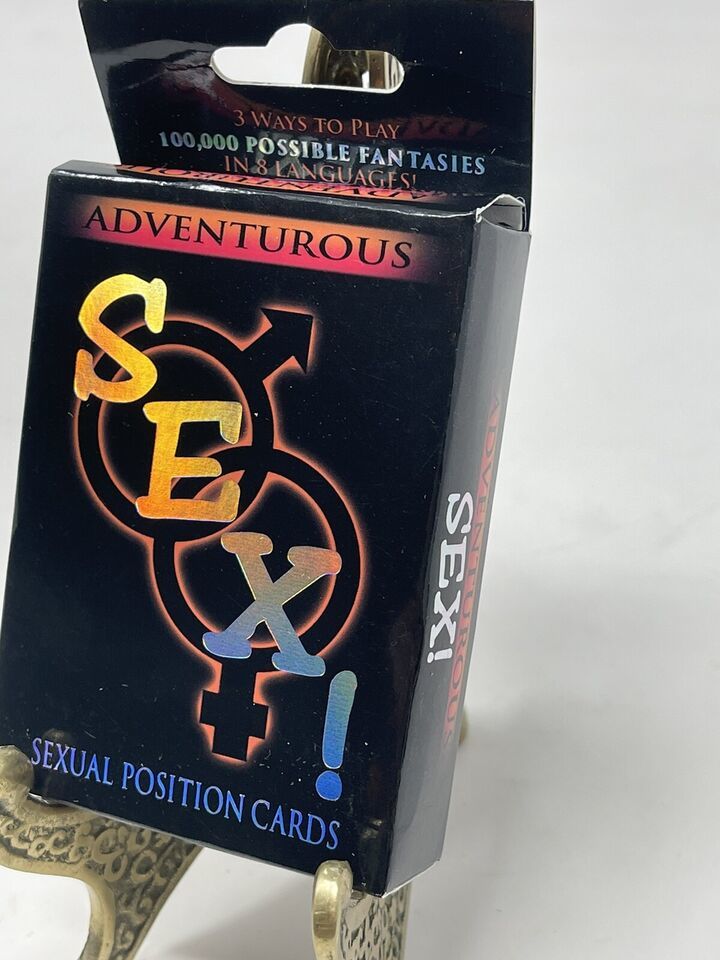 3 WAYS TO PLAY
100,000 POSSIBLE FANTASIES
IN 8 LANGUAGES!
ADVENTUROUS
SEX!
SEXUAL POSITION CARDS
ADVENTUROUS
SEX!